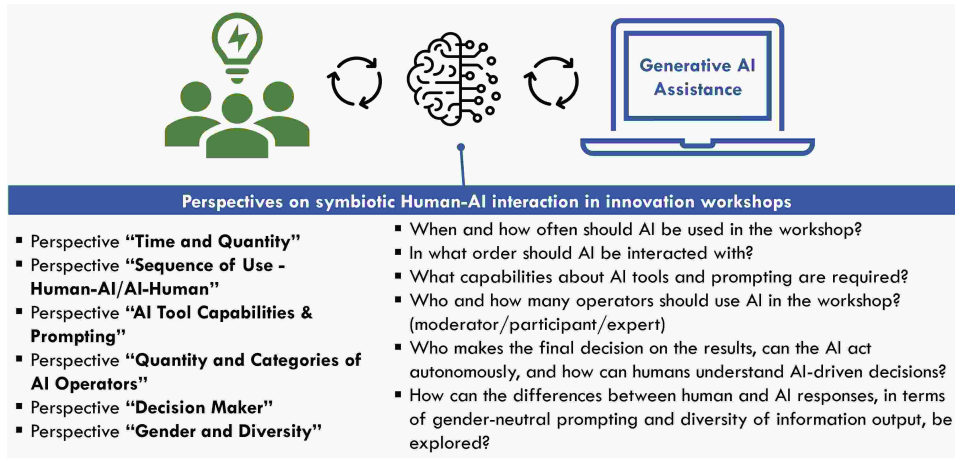 Generative AI
Assistance
Perspectives on symbiotic Human-AI interaction in innovation workshops
▪ Perspective “Time and Quantity”
▪ Perspective “Sequence of Use -
Human-AI/AI-Human”
▪ Perspective “AI Tool Capabilities &
Prompting”
▪ Perspective “Quantity and Categories of
AI Operators”
▪ Perspective “Decision Maker”
▪ Perspective “Gender and Diversity”
▪ When and how often should AI be used in the workshop?
▪ In what order should AI be interacted with?
▪ What capabilities about AI tools and prompting are required?
▪ Who and how many operators should use AI in the workshop?
(moderator/participant/expert)
▪ Who makes the final decision on the results, can the AI act
autonomously, and how can humans understand AI-driven decisions?
▪ How can the differences between human and AI responses, in terms
of gender-neutral prompting and diversity of information output, be
explored?